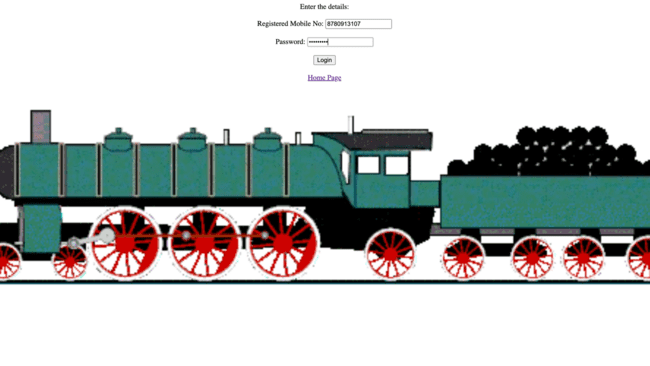 Enter the details:
Registered Mobile No: 8780913107
Password: •••••••••
Login
Home Page